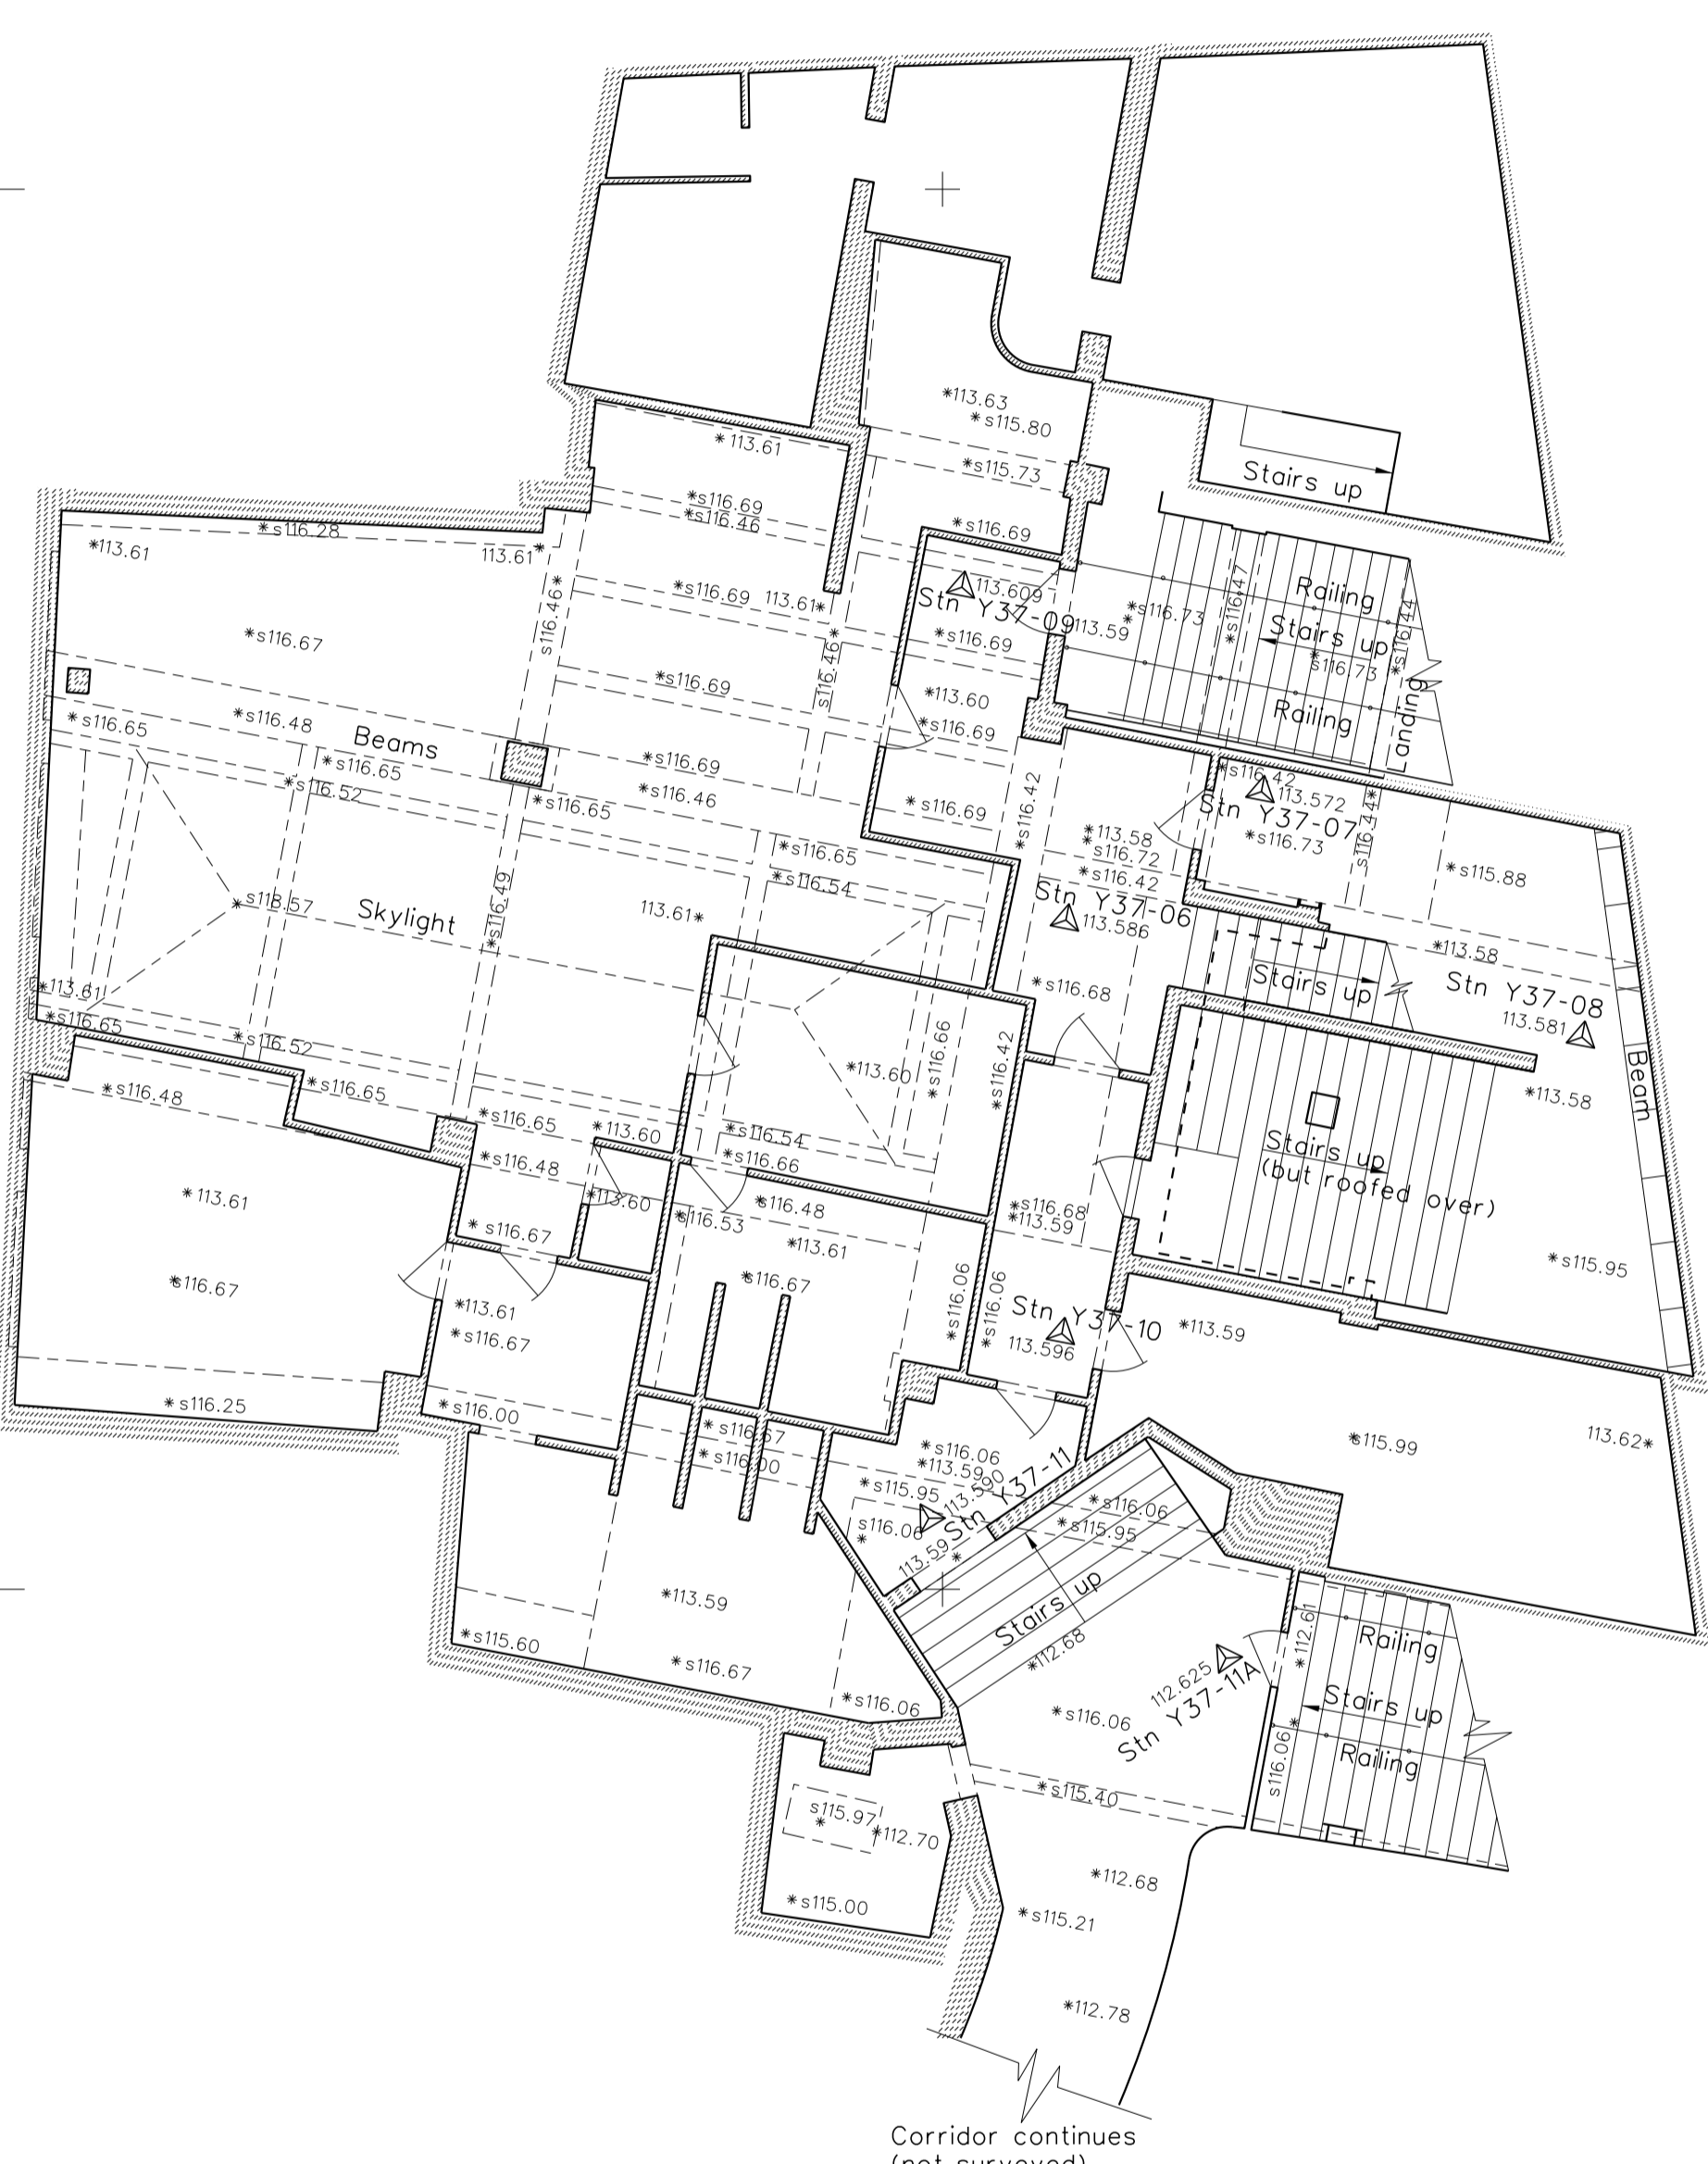 *113.63
*s115.80
*113.61
*s115.73
Stairs up
*s116.69
*s116.46
*s116.69
*s116.28
*113.61
113.61*
*s116.46
*s116.69
113.61*
113.609
Stn Y37-09
*113.59
*s116.73
*s116.47
Railing
Stairs up
*s116.73
*s116.44
Railing
Landing
*s116.67
*s116.46
*s116.69
*s116.69
*113.60
*s116.69
*s116.65
*s116.48
Beams
*s116.65
*s116.52
*s116.69
*s116.46
*s116.65
*s116.69
*s116.42
*s116.42
113.572
Stn Y37-07
*s116.73
*s116.44
*113.58
*s116.72
*s116.42
*s116.65
*s116.54
*s115.88
Stn Y37-06
113.586
*s118.57
Skylight
*s116.49
113.61*
*113.58
Stairs up
Stn Y37-08
113.581
*s116.68
*113.61
*s116.65
*s116.52
*s116.66
*s116.42
*113.60
Beam
*113.58
*s116.48
*s116.65
*s116.65
*113.60
*s116.54
*s116.66
*s116.48
Stairs up
(but roofed over)
*113.61
*113.60
*s116.48
*s116.53
*s116.68
*113.59
*s116.67
*113.61
*s116.67
*s116.67
*s115.95
*113.61
*s116.67
*s116.06
*s116.06
Stn Y37-10
113.596
*113.59
*s116.25
*s116.00
*s116.67
*s116.00
*s116.06
*113.59
*s115.99
113.62*
*s115.95
113.590
Stn Y37-11
s116.06
*
113.59
*
*s116.06
*s115.95
*113.59
Stairs up
*112.68
*s115.60
*s116.67
*s116.06
*s116.06
112.625
Stn Y37-11A
*112.61
Railing
Stairs up
*s116.06
Railing
*s115.40
s115.97
*
*112.70
*112.68
*s115.00
*s115.21
*112.78
Corridor continues
(not surveyed)